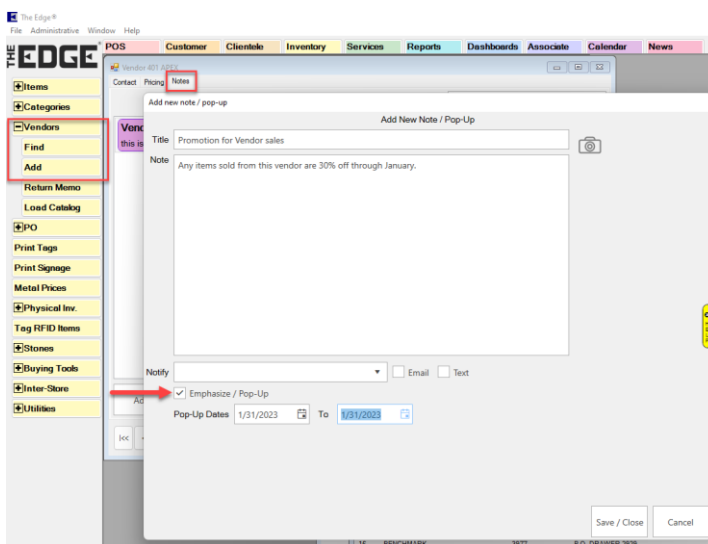 The Edge®
File Administrative Window Help
THE EDGE®
POS Customer Clientele Inventory Services Reports Dashboards Associate Calendar News
Vendor 401 APEX
Contact Pricing Notes
+Items
+Categories
-Vendors
Find
Add
Return Memo
Load Catalog
+PO
Print Tags
Print Signage
Metal Prices
+Physical Inv.
Tag RFID Items
+Stones
+Buying Tools
+Inter-Store
+Utilities
Vend
this is
Ad
Add new note / pop-up
Add New Note / Pop-Up
Title Promotion for Vendor sales
Note Any items sold from this vendor are 30% off through January.
Notify Email Text
Emphasize / Pop-Up
Pop-Up Dates 1/31/2023 To 1/31/2023
Save / Close Cancel